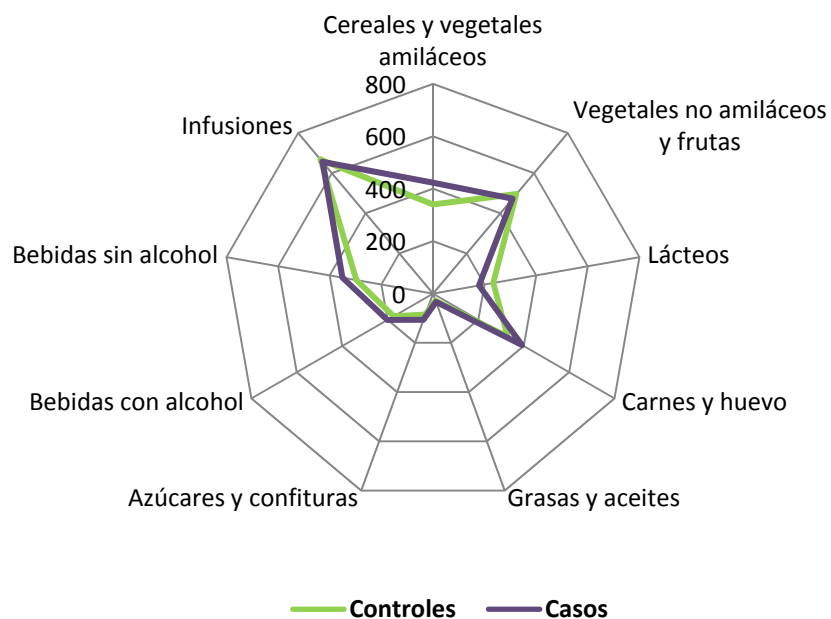 Cereales y vegetales
amiláceos
800
600
400
200
0
Vegetales no amiláceos
y frutas
Lácteos
Carnes y huevo
Grasas y aceites
Azúcares y confituras
Bebidas con alcohol
Bebidas sin alcohol
Infusiones
Controles
Casos